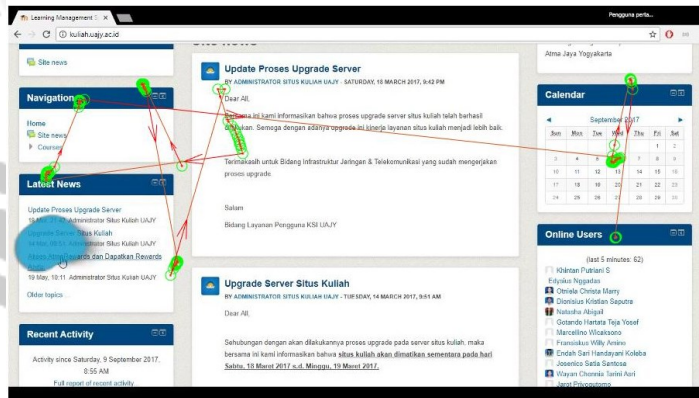 Learning Management S
Pengguna perta...
kuliah.uajy.ac.id
Site news
Navigation
Home
Site news
Courses
Latest News
Update Proses Upgrade Server
Administrator Situs Kuliah UAJY
Upgrade Server Situs Kuliah
Administrator Situs Kuliah UAJY
Rewards dan Dapatkan Rewards
19 May, 10:11 Administrator Situs Kuliah UAJY
Older topics ...
Recent Activity
Activity since Saturday, 9 September 2017,
8:55 AM
Full report of recent activity...
Update Proses Upgrade Server
BY ADMINISTRATOR SITUS KULIAH UAJY - SATURDAY, 18 MARCH 2017, 9:42 PM
Dear All,
Bersama ini kami informasikan bahwa proses upgrade server situs kuliah telah berhasil
dilakukan. Semoga dengan adanya upgrade ini kinerja layanan situs kuliah menjadi lebih baik.
Terimakasih untuk Bidang Infrastruktur Jaringan & Telekomunikasi yang sudah mengerjakan
proses upgrade.
Salam
Bidang Layanan Pengguna KSI UAJY
Upgrade Server Situs Kuliah
BY ADMINISTRATOR SITUS KULIAH UAJY - TUESDAY, 14 MARCH 2017, 9:51 AM
Dear All,
Sehubungan dengan akan dilakukannya proses upgrade pada server situs kuliah, maka
bersama ini kami informasikan bahwa situs kuliah akan dimatikan sementara pada hari
Sabtu, 18 Maret 2017 s.d. Minggu, 19 Maret 2017.
Atma Jaya Yogyakarta
Calendar
September 2017
Sun Mon Tue Wed Thu Fri Sat
1 2
3 4 5 7 8 9
10 11 12 13 14 15 16
17 18 19 20 21 22 23
24 25 26 27 28 29 30
Online Users
(last 5 minutes: 62)
Khintan Putriani S
Edysius Nggadas
Otniela Christa Marry
Dionisius Kristian Saputra
Natasha Abigail
Gotando Hartata Teja Yosef
Marcellino Wicaksono
Fransiskus Willy Amino
Endah Sari Handayani Koleba
Josenico Satia Santosa
Wayan Chennia Tarini Asri
Jarot Priyoutomo